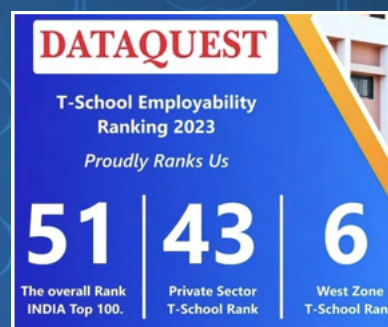 DATAQUEST
T-School Employability
Ranking 2023
Proudly Ranks Us
51
The overall Rank
INDIA Top 100.
43
Private Sector
T-School Rank
6
West Zone
T-School Ran